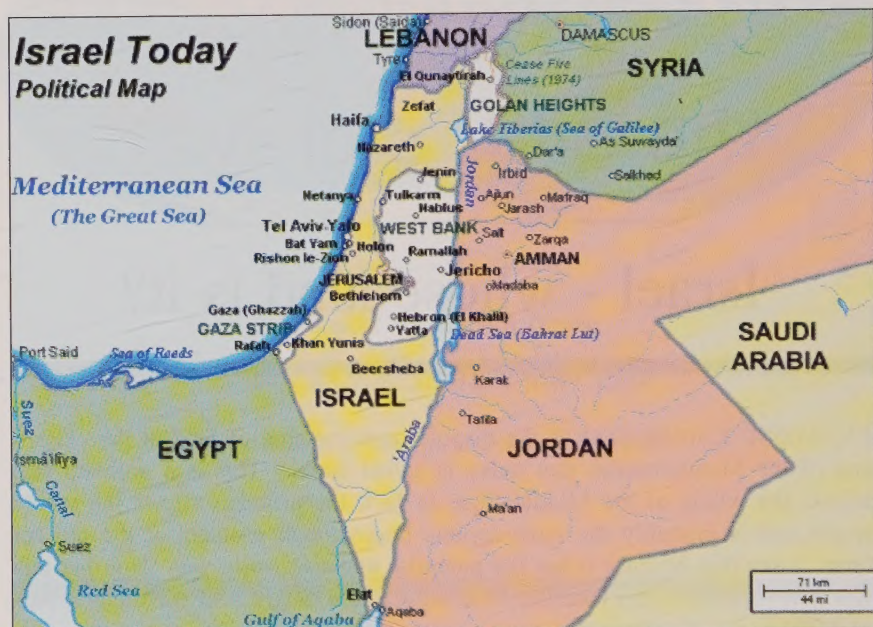 Israel Today
Political Map
Sidon (Saida)
LEBANON
Tyre
DAMASCUS
SYRIA
El Qunaytirah
Cease Fire
Lines (1974)
GOLAN HEIGHTS
Zefat
Haifa
Lake Tiberias (Sea of Galilee)
As Suwayda'
Nazareth
Dar'a
Irbid
Salkhad
Jenin
Jordan
Mediterranean Sea
(The Great Sea)
Netanya
Tulkarm
Ajlun
Mafraq
Nablus
Jarash
Tel Aviv-Yafo
WEST BANK
Salt
Zarqa
Bat Yam
Holon
Rishon le-Zion
Ramallah
AMMAN
Jericho
JERUSALEM
Madaba
Bethlehem
Gaza (Ghazzah)
Hebron (El Khalil)
GAZA STRIP
Yatta
Dead Sea (Bahrat Lut)
SAUDI
ARABIA
Port Said
Sea of Reeds
Rafah
Khan Yunis
Beersheba
Karak
ISRAEL
Tafila
Suez
Canal
EGYPT
'Araba
JORDAN
Ismâ'ilîya
Ma'an
Suez
Red Sea
Elat
Aqaba
Gulf of Aqaba
71 km
44 mi